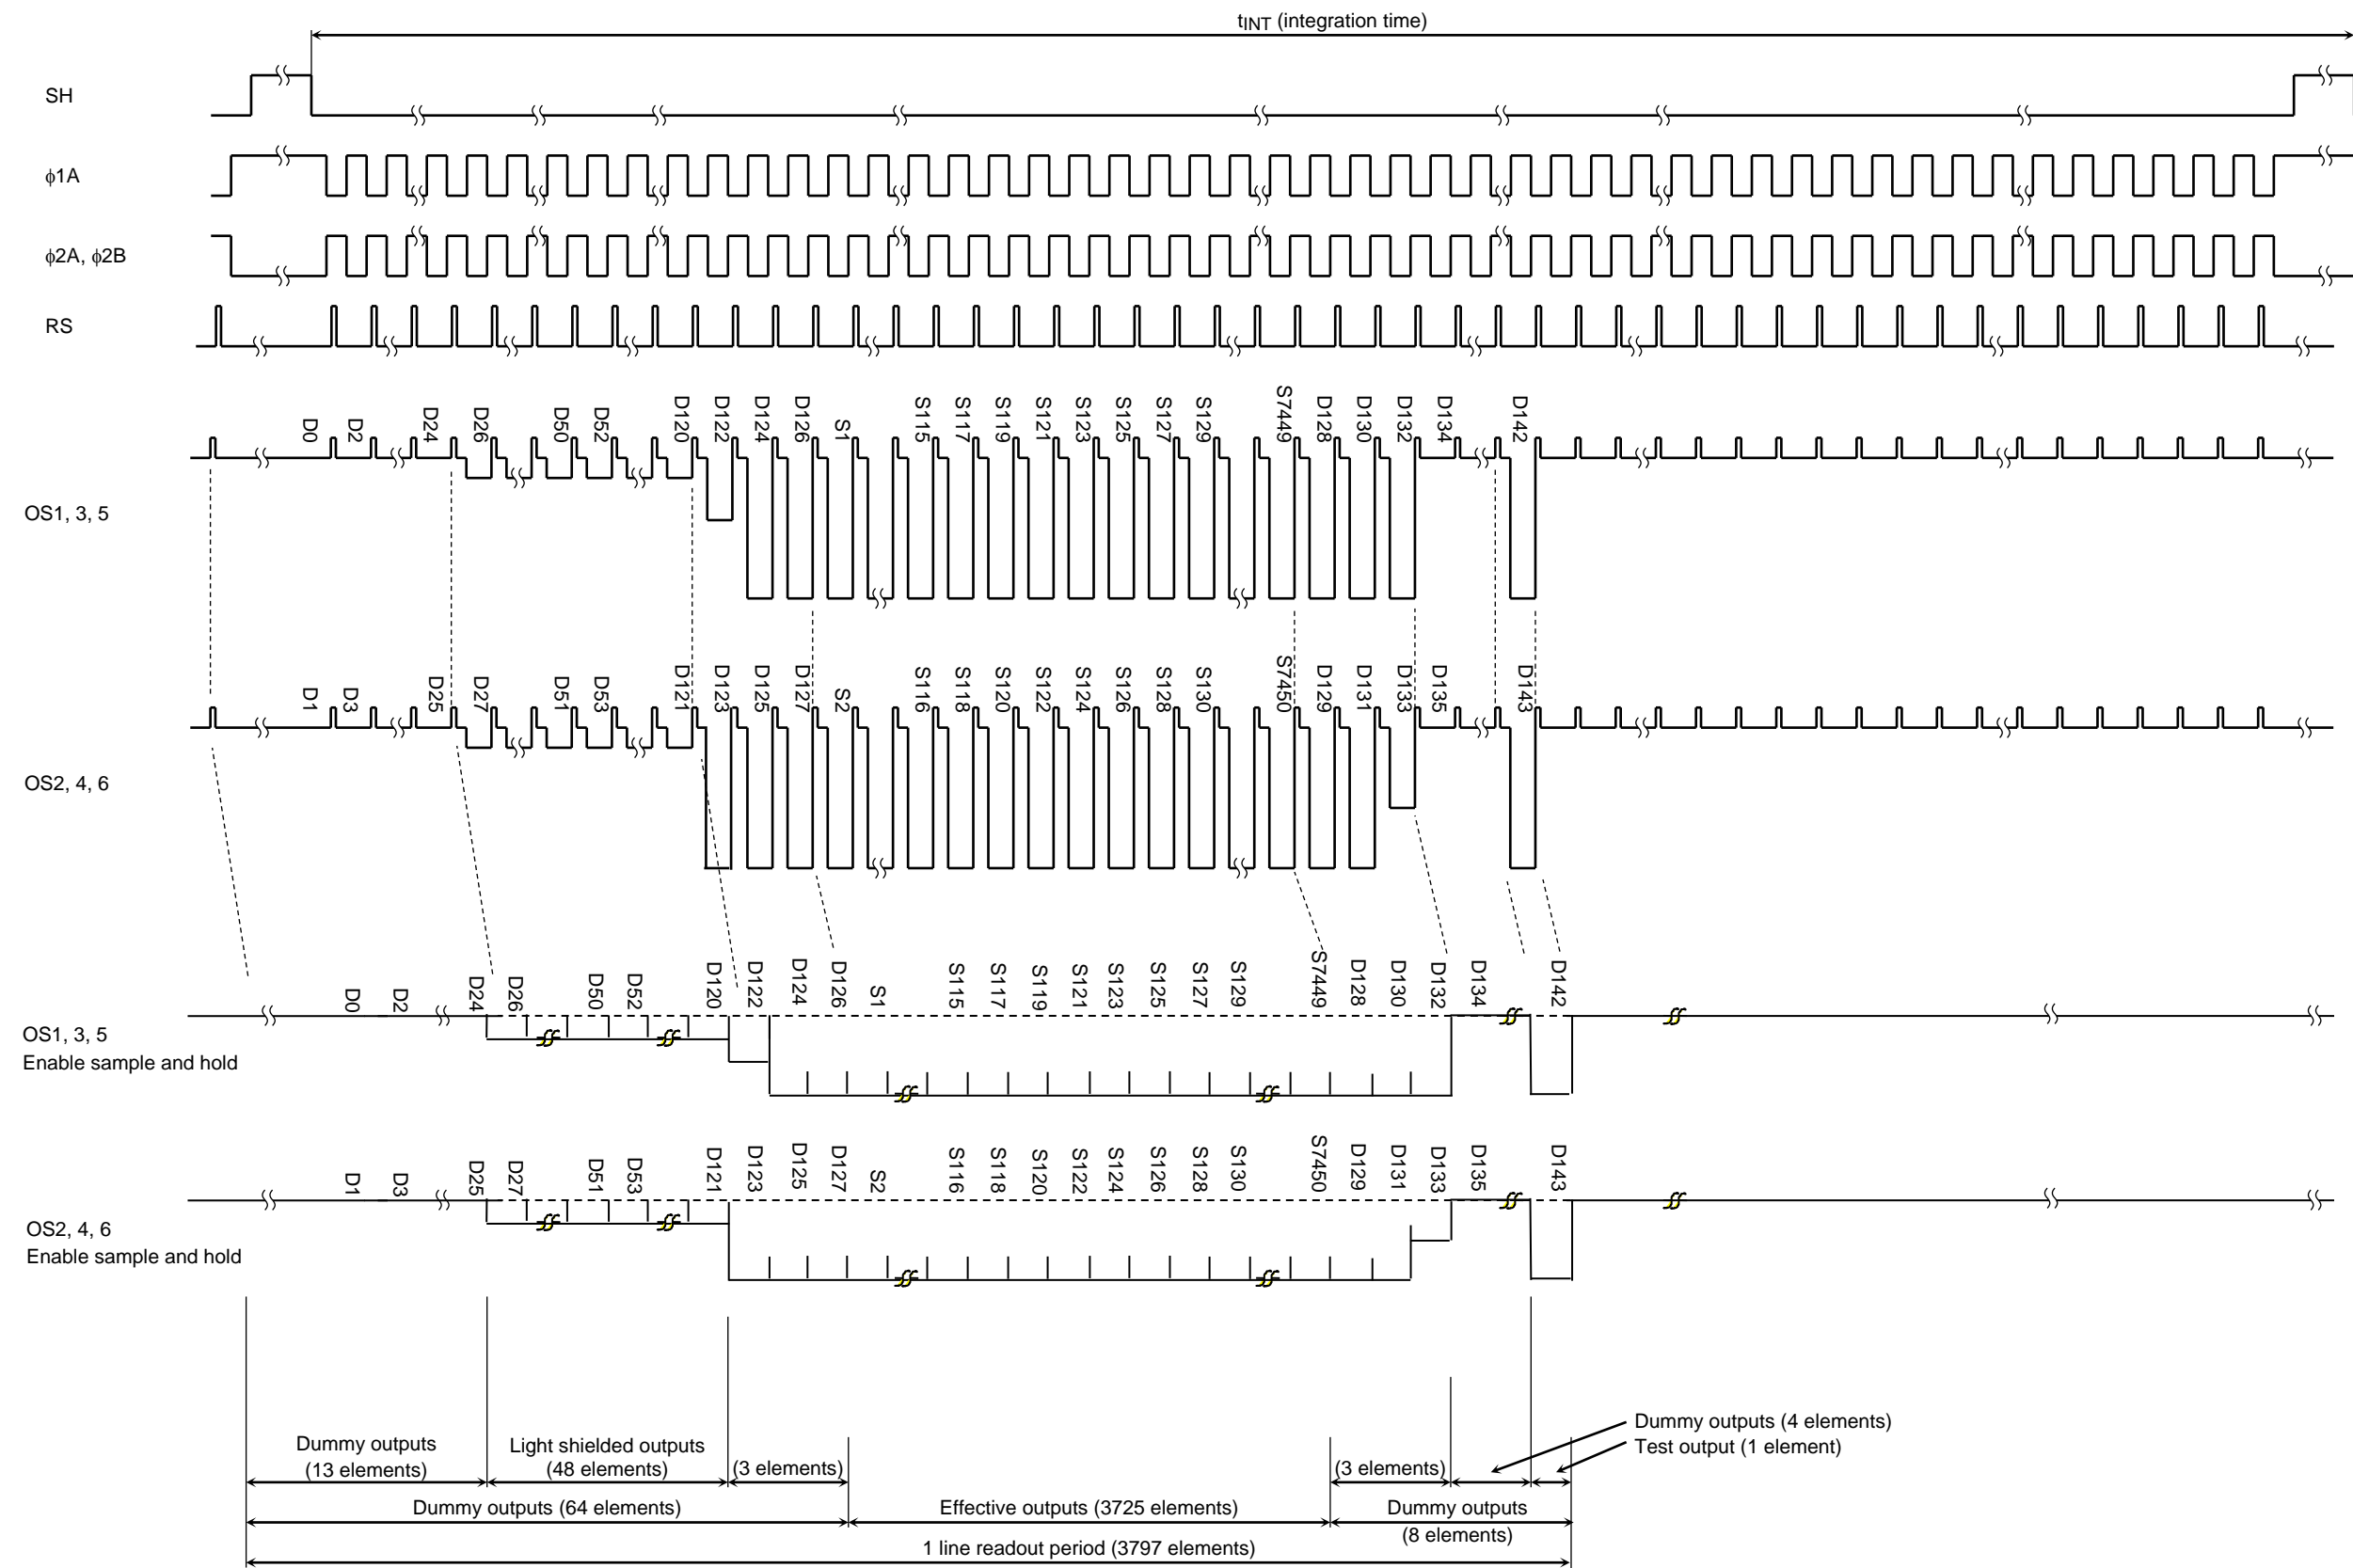 tINT (integration time)
SH
ϕ1A
ϕ2A, ϕ2B
RS
D0 D2 D24 D26 D50 D52 D120 D122 D124 D126 S1 S115 S117 S119 S121 S123 S125 S127 S129 S7449 D128 D130 D132 D134 D142
OS1, 3, 5
D1 D3 D25 D27 D51 D53 D121 D123 D125 D127 S2 S116 S118 S120 S122 S124 S126 S128 S130 S7450 D129 D131 D133 D135 D143
OS2, 4, 6
D0 D2 D24 D26 D50 D52 D120 D122 D124 D126 S1 S115 S117 S119 S121 S123 S125 S127 S129 S7449 D128 D130 D132 D134 D142
OS1, 3, 5
Enable sample and hold
D1 D3 D25 D27 D51 D53 D121 D123 D125 D127 S2 S116 S118 S120 S122 S124 S126 S128 S130 S7450 D129 D131 D133 D135 D143
OS2, 4, 6
Enable sample and hold
Dummy outputs (4 elements)
Test output (1 element)
Dummy outputs
(13 elements)
Light shielded outputs
(48 elements)
(3 elements)
(3 elements)
Dummy outputs (64 elements)
Effective outputs (3725 elements)
Dummy outputs
(8 elements)
1 line readout period (3797 elements)